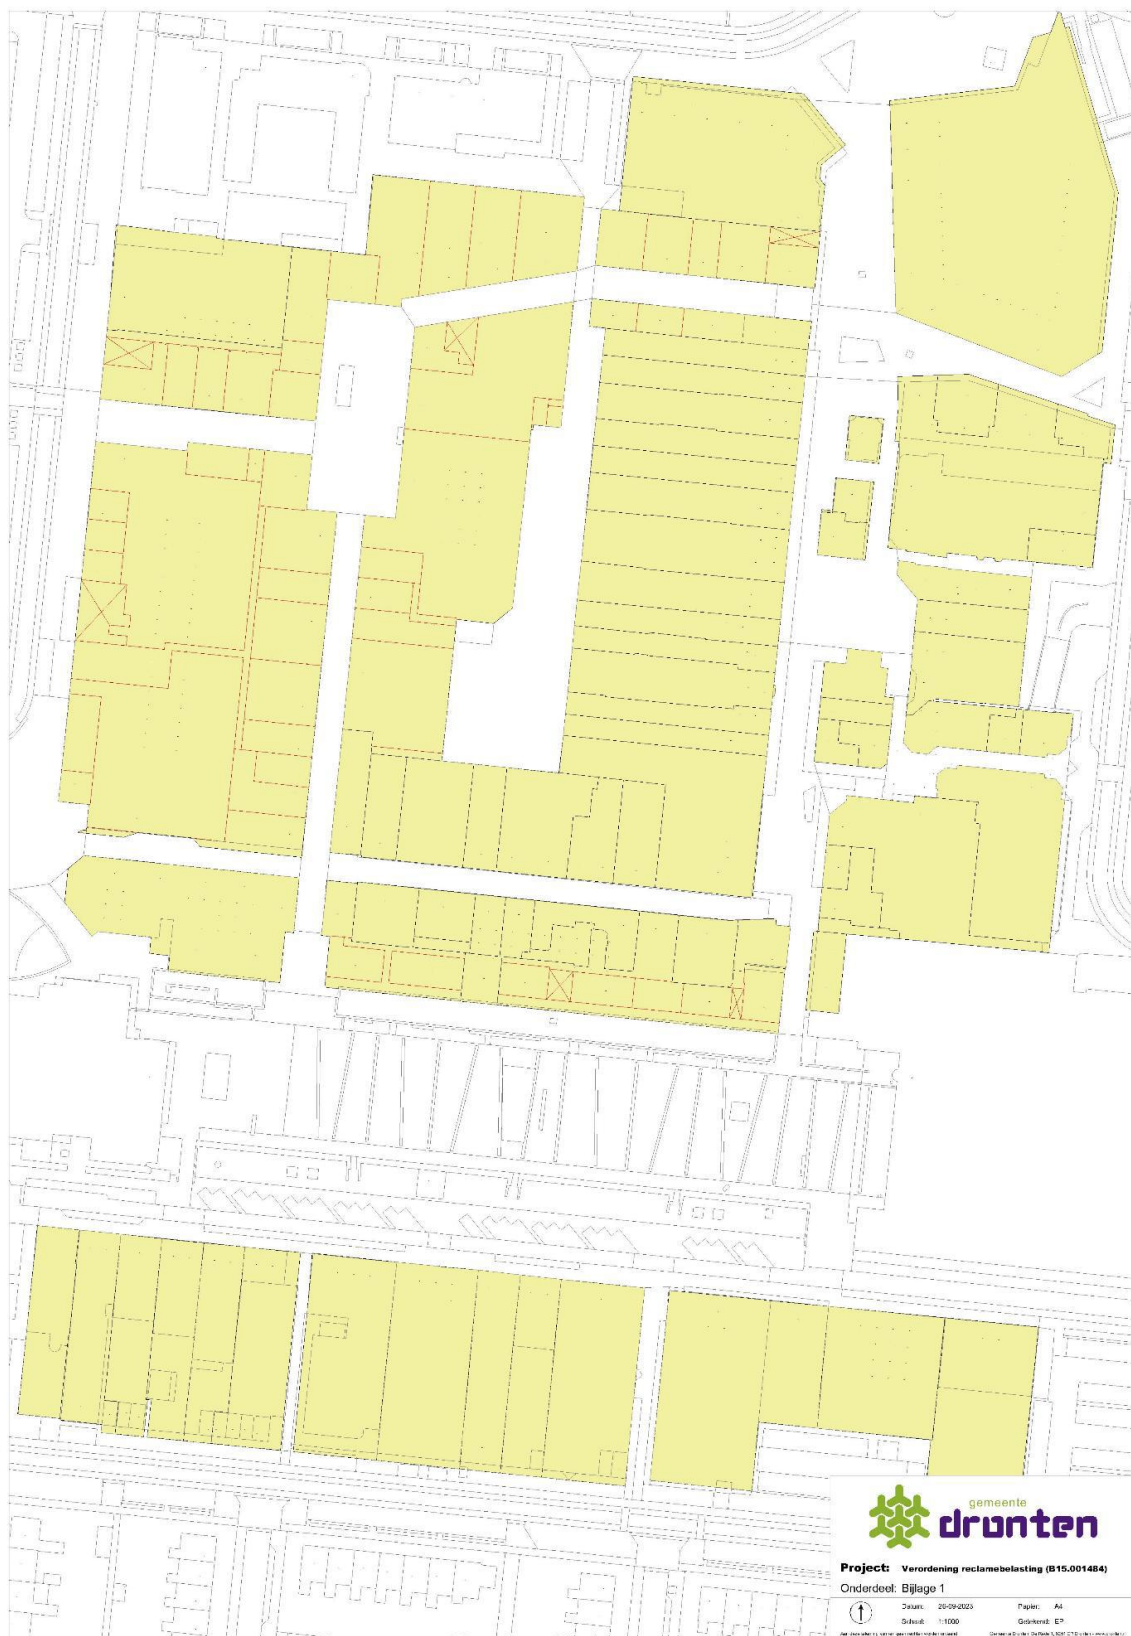 gemeente
dronten
Project: Verordening reclamebelasting (B15.001484)
Onderdeel: Bijlage 1
Datum: 26-09-2023 Papier: A4
Schaal: 1:1000 Getekend: EP